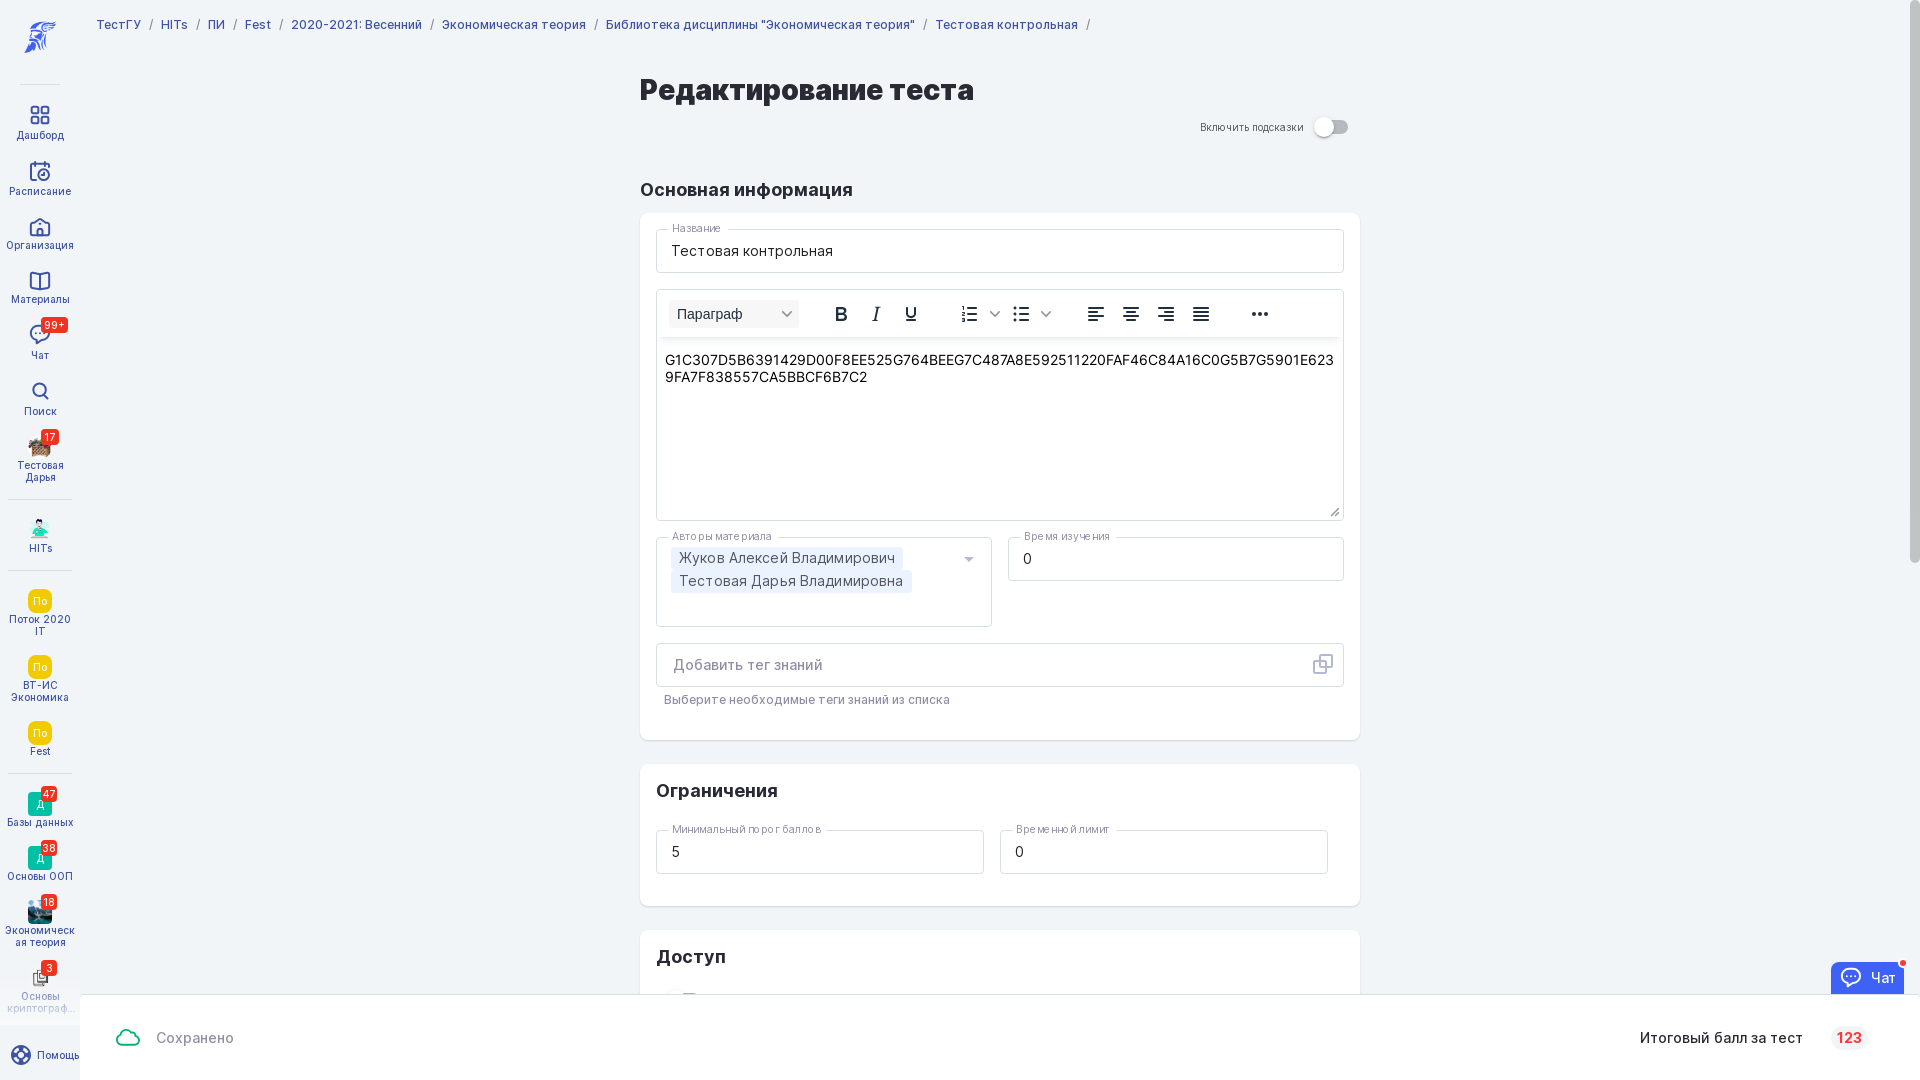 ТестГУ / HITs / ПИ / Fest / 2020-2021: Весенний / Экономическая теория / Библиотека дисциплины "Экономическая теория" / Тестовая контрольная /
Дашборд
Расписание
Организация
Материалы
99+
Чат
Поиск
17
Тестовая
Дарья
HITs
По
Поток 2020
IT
По
ВТ-ИС
Экономика
По
Fest
47
Д
Базы данных
38
Д
Основы ООП
18
Экономическ
ая теория
3
Основы
криптограф...
Помощь
Редактирование теста
Включить подсказки
Основная информация
Название
Тестовая контрольная
Параграф
G1C307D5B6391429D00F8EE525G764BEEG7C487A8E592511220FAF46C84A16C0G5B7G5901E623
9FA7F838557CA5BBCF6B7C2
Авторы материала
Жуков Алексей Владимирович
Тестовая Дарья Владимировна
Время изучения
0
Добавить тег знаний
Выберите необходимые теги знаний из списка
Ограничения
Минимальный порог баллов
5
Временной лимит
0
Доступ
Чат
Сохранено
Итоговый балл за тест 123